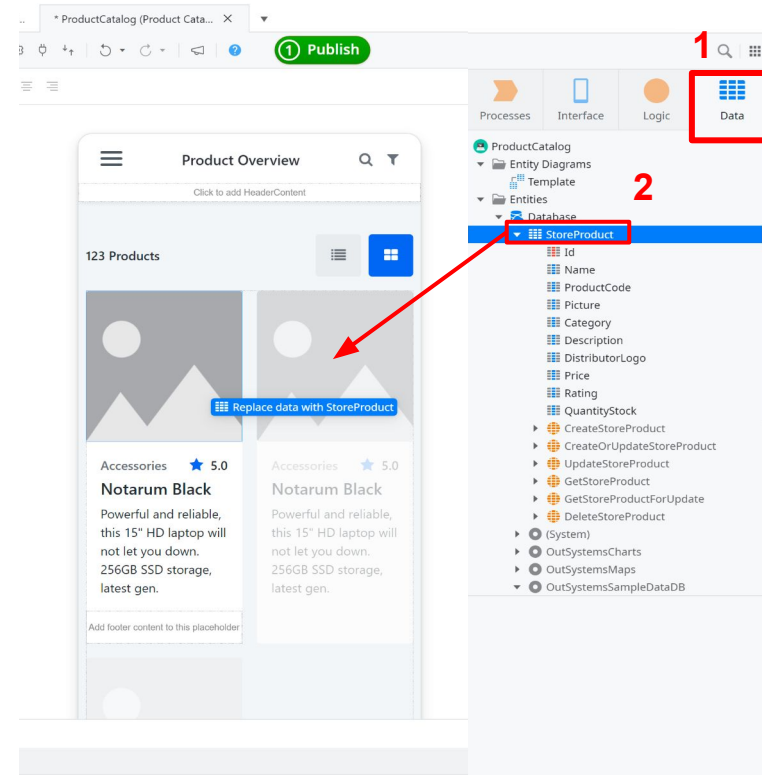 * ProductCatalog (Product Cata...
1 Publish
1
Processes
Interface
Logic
Data
ProductCatalog
Entity Diagrams
Template
2
Entities
Database
StoreProduct
Id
Name
ProductCode
Picture
Category
Description
DistributorLogo
Price
Rating
QuantityStock
CreateStoreProduct
CreateOrUpdateStoreProduct
UpdateStoreProduct
GetStoreProduct
GetStoreProductForUpdate
DeleteStoreProduct
(System)
OutSystemsCharts
OutSystemsMaps
OutSystemsSampleDataDB
Product Overview
Click to add HeaderContent
123 Products
Replace data with StoreProduct
Accessories 5.0
Notarum Black
Powerful and reliable,
this 15" HD laptop will
not let you down.
256GB SSD storage,
latest gen.
Add footer content to this placeholder
Accessories 5.0
Notarum Black
Powerful and reliable,
this 15" HD laptop will
not let you down.
256GB SSD storage,
latest gen.